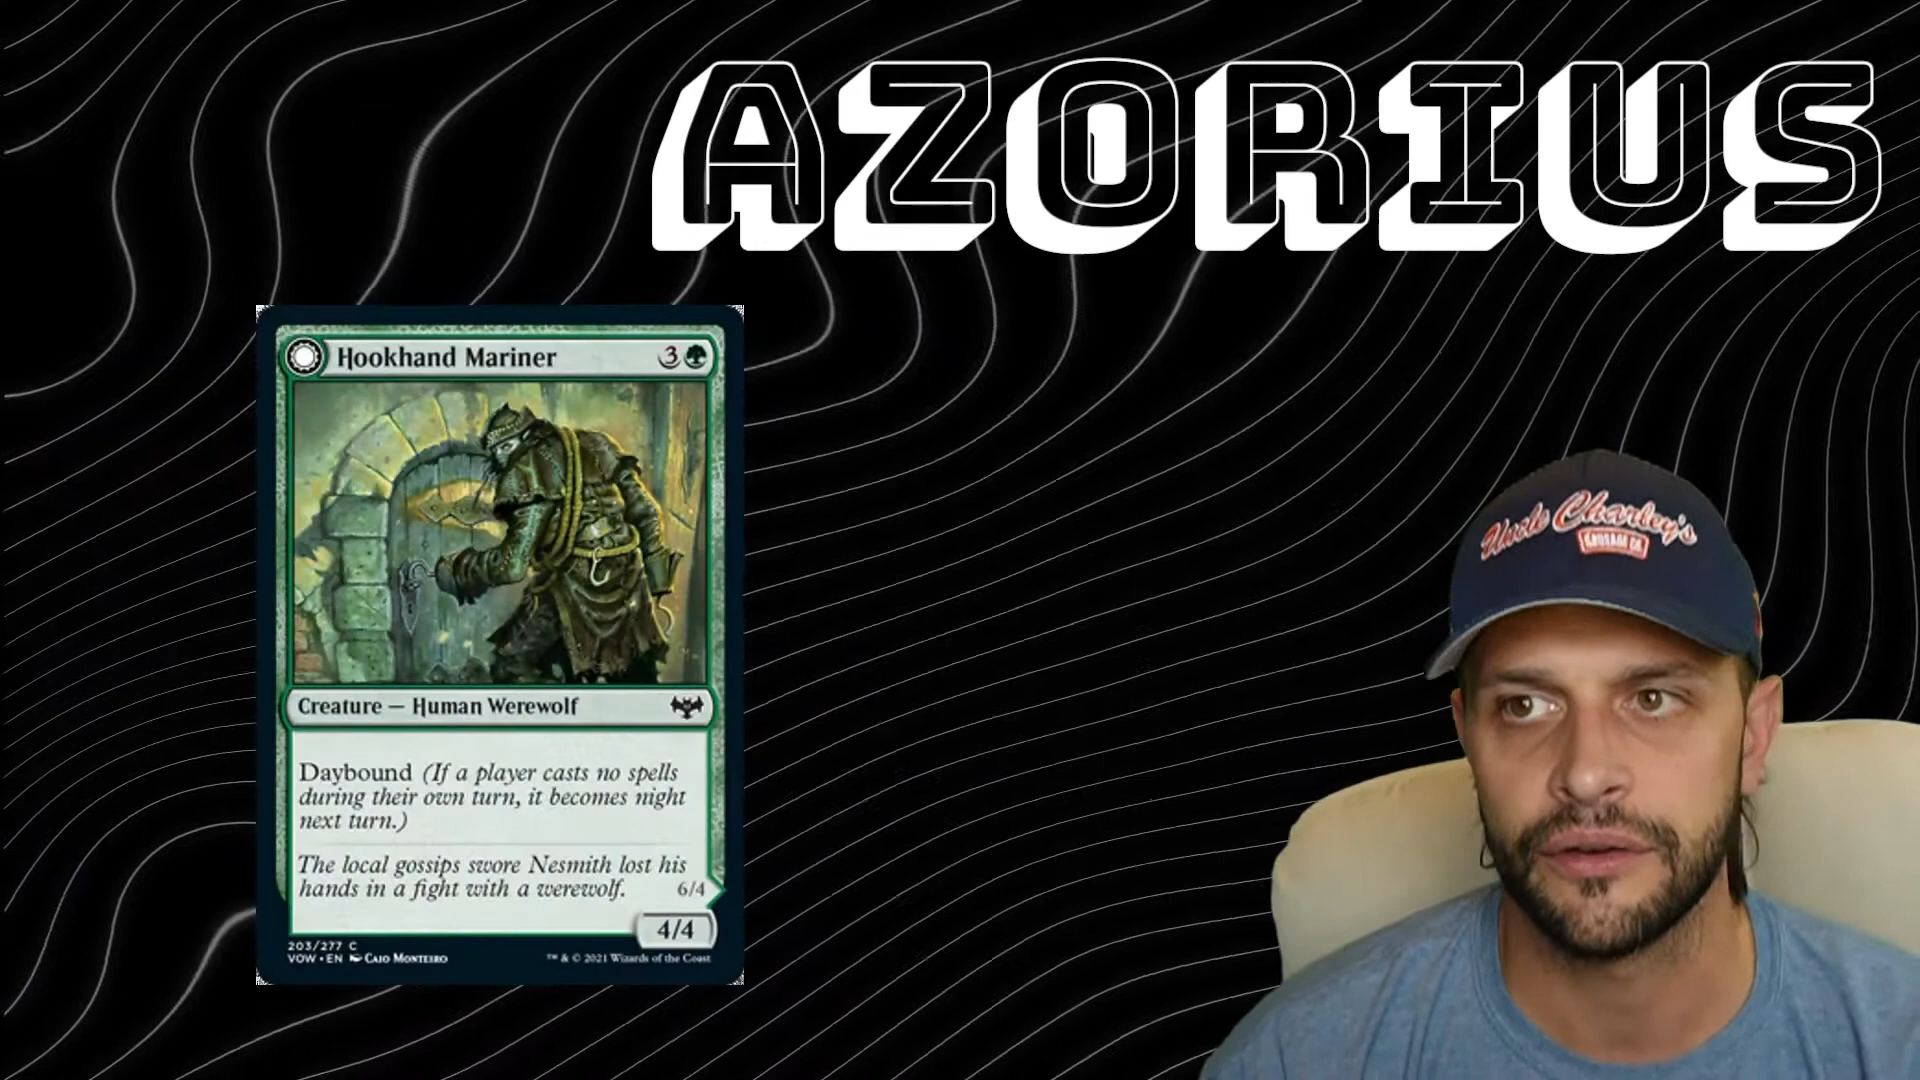 AZORIUS
Hookhand Mariner 3
Creature — Human Werewolf
Daybound (If a player casts no spells
during their own turn, it becomes night
next turn.)
The local gossips swore Nesmith lost his
hands in a fight with a werewolf. 6/4
4/4
203/277 C
VOW • EN Caio Monteiro ™ & © 2021 Wizards of the Coast
Uncle Charley's
SAUSAGE CO.